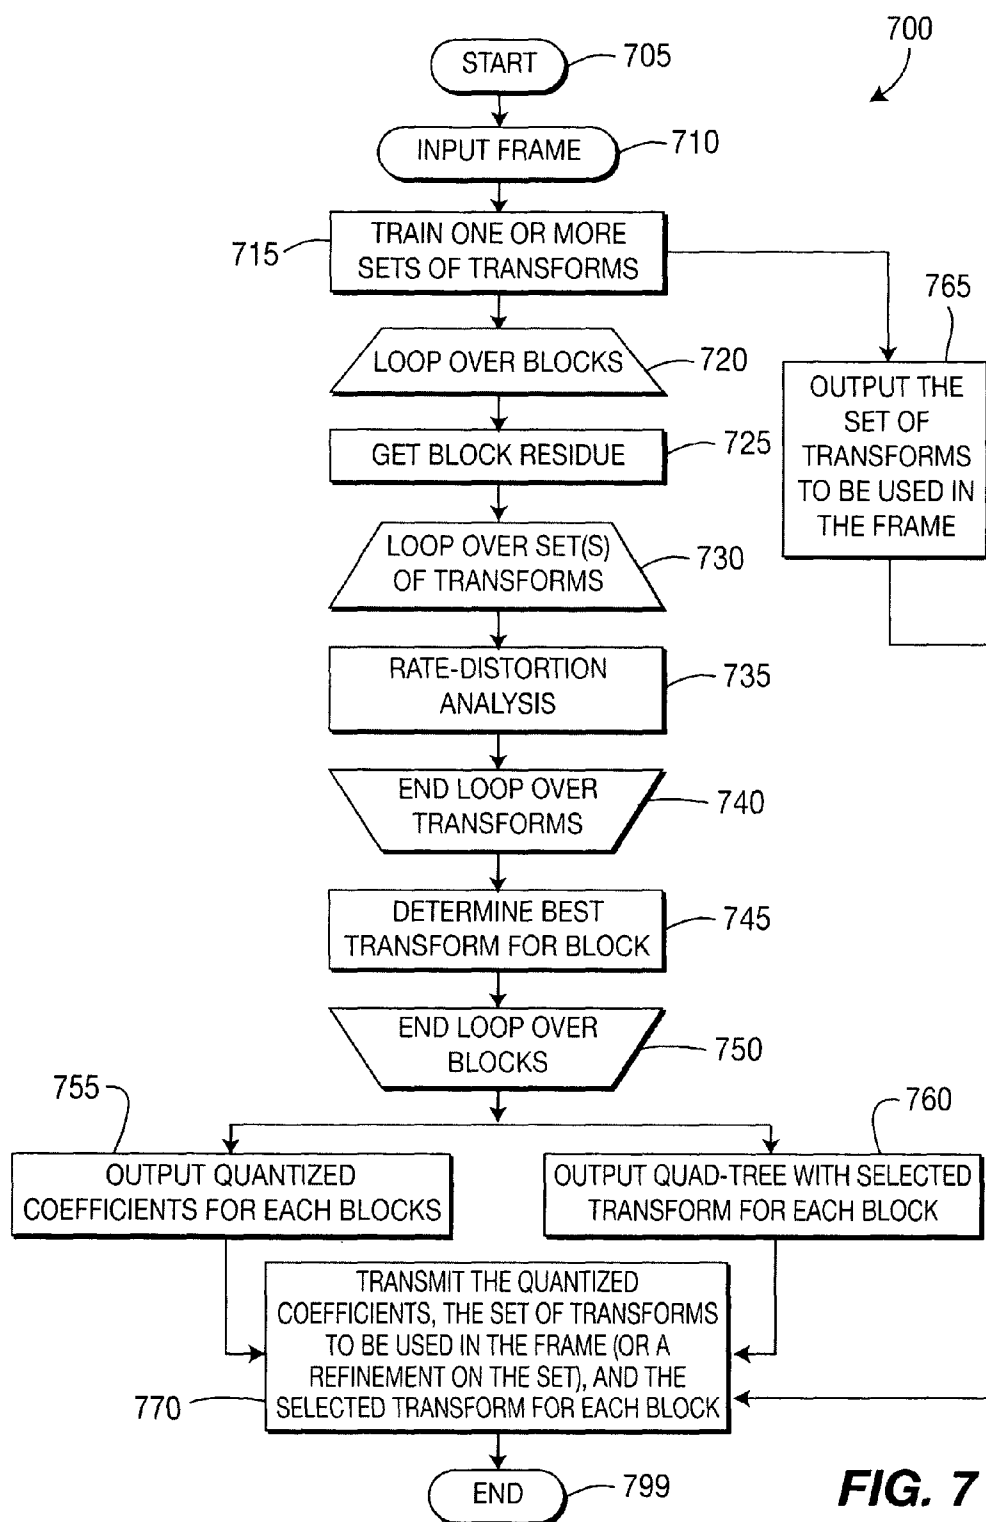 700
START
705
INPUT FRAME
710
715
TRAIN ONE OR MORE
SETS OF TRANSFORMS
LOOP OVER BLOCKS
720
765
OUTPUT THE
SET OF
TRANSFORMS
TO BE USED IN
THE FRAME
GET BLOCK RESIDUE
725
LOOP OVER SET(S)
OF TRANSFORMS
730
RATE-DISTORTION
ANALYSIS
735
END LOOP OVER
TRANSFORMS
740
DETERMINE BEST
TRANSFORM FOR BLOCK
745
END LOOP OVER
BLOCKS
750
755
OUTPUT QUANTIZED
COEFFICIENTS FOR EACH BLOCKS
760
OUTPUT QUAD-TREE WITH SELECTED
TRANSFORM FOR EACH BLOCK
TRANSMIT THE QUANTIZED
COEFFICIENTS, THE SET OF TRANSFORMS
TO BE USED IN THE FRAME (OR A
REFINEMENT ON THE SET), AND THE
SELECTED TRANSFORM FOR EACH BLOCK
770
END
799
FIG. 7